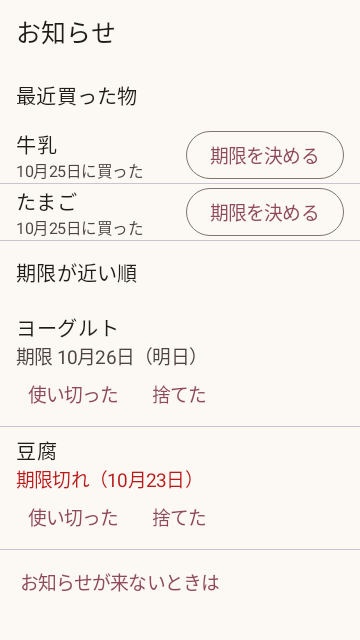 お知らせ
最近買った物
牛乳
10月25日に買った
期限を決める
たまご
10月25日に買った
期限を決める
期限が近い順
ヨーグルト
期限 10月26日（明日）
使い切った 捨てた
豆腐
期限切れ（10月23日）
使い切った 捨てた
お知らせが来ないときは